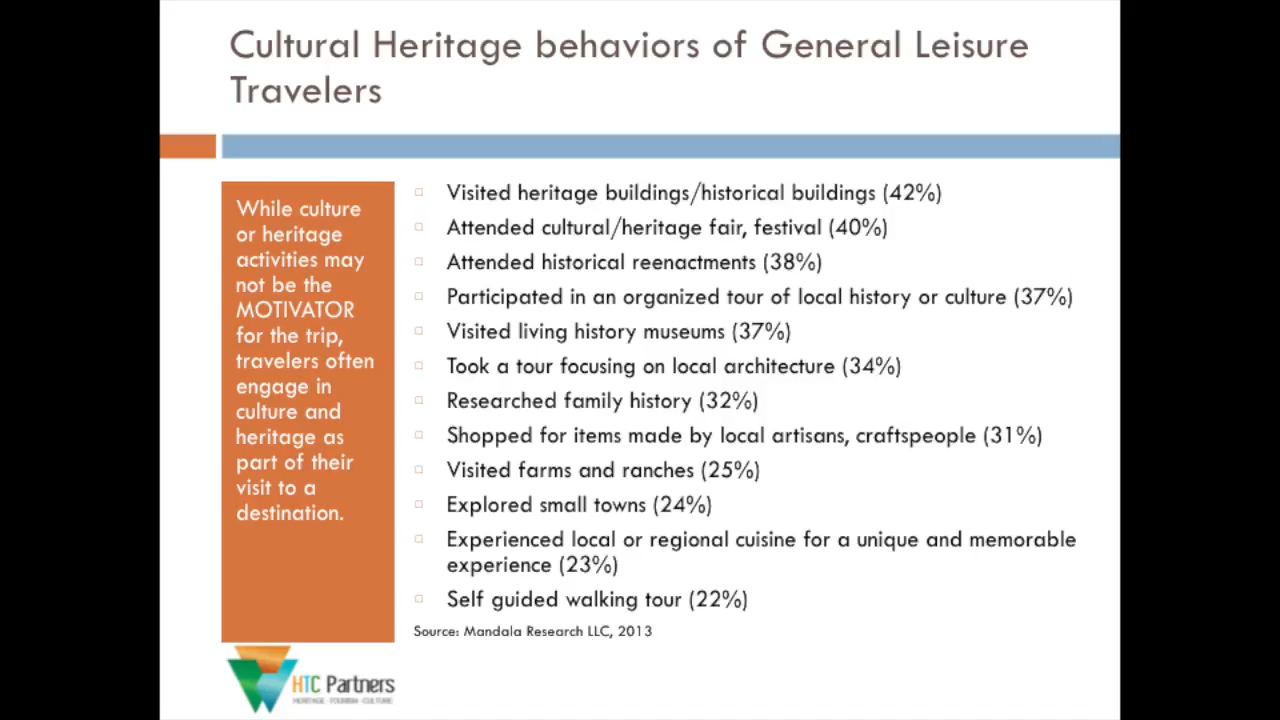 Cultural Heritage behaviors of General Leisure
Travelers
While culture
or heritage
activities may
not be the
MOTIVATOR
for the trip,
travelers often
engage in
culture and
heritage as
part of their
visit to a
destination.
Visited heritage buildings/historical buildings (42%)
Attended cultural/heritage fair, festival (40%)
Attended historical reenactments (38%)
Participated in an organized tour of local history or culture (37%)
Visited living history museums (37%)
Took a tour focusing on local architecture (34%)
Researched family history (32%)
Shopped for items made by local artisans, craftspeople (31%)
Visited farms and ranches (25%)
Explored small towns (24%)
Experienced local or regional cuisine for a unique and memorable
experience (23%)
Self guided walking tour (22%)
Source: Mandala Research LLC, 2013
HTC Partners
HERITAGE · TOURISM · CULTURE